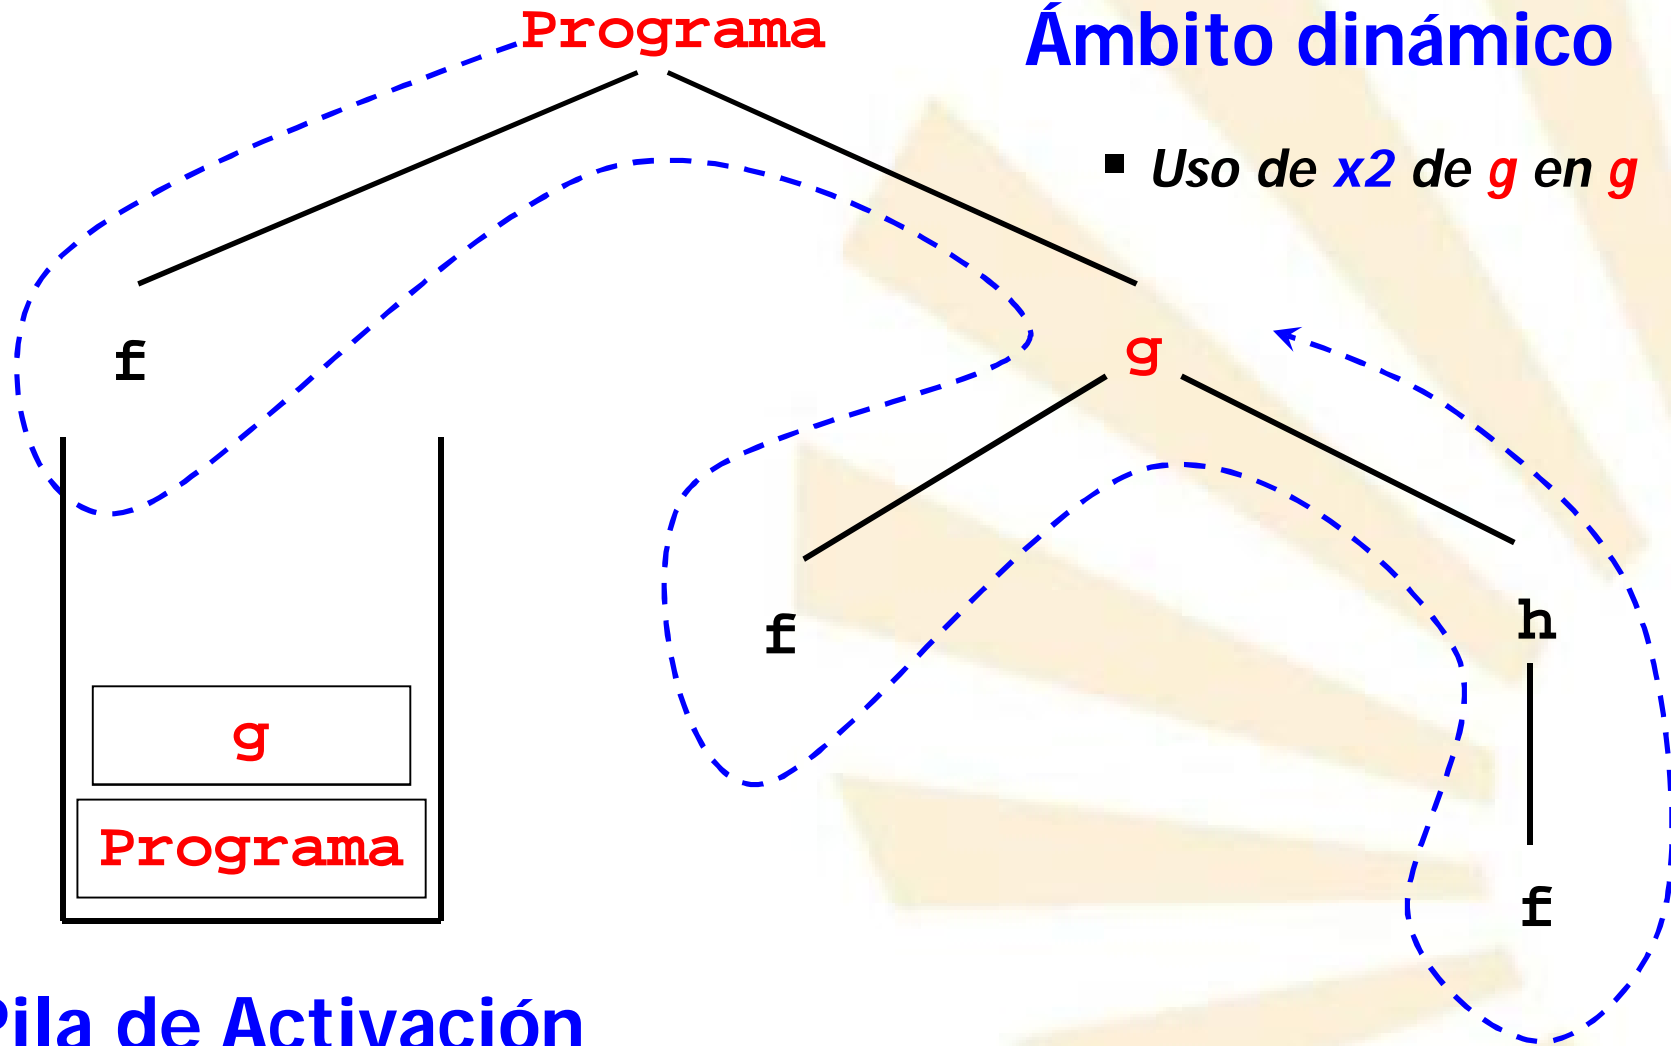 Programa
Ámbito dinámico
▪ Uso de x2 de g en g
f
g
f
h
g
Programa
f
Pila de Activación